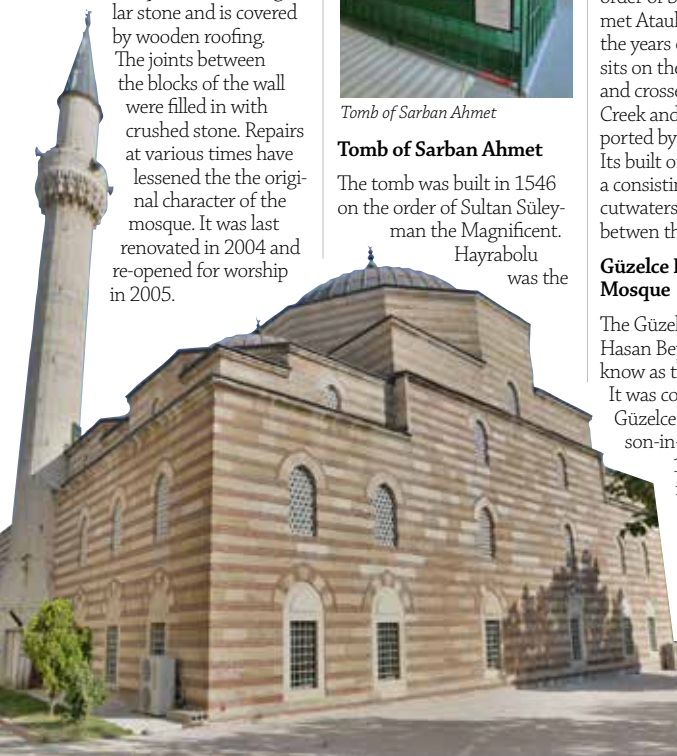 lar stone and is covered
by wooden roofing.
The joints between
the blocks of the wall
were filled in with
crushed stone. Repairs
at various times have
lessened the the origi-
nal character of the
mosque. It was last
renovated in 2004 and
re-opened for worship
in 2005.
Tomb of Sarban Ahmet
Tomb of Sarban Ahmet
The tomb was built in 1546
on the order of Sultan Süley-
man the Magnificent.
Hayrabolu
was the
met Ataul
the years
sits on the
and crosse
Creek and
ported by
Its built o
a consistin
cutwaters
betwen th
Güzelce
Mosque
The Güzel
Hasan Bey
know as t
It was co
Güzelce
son-in-